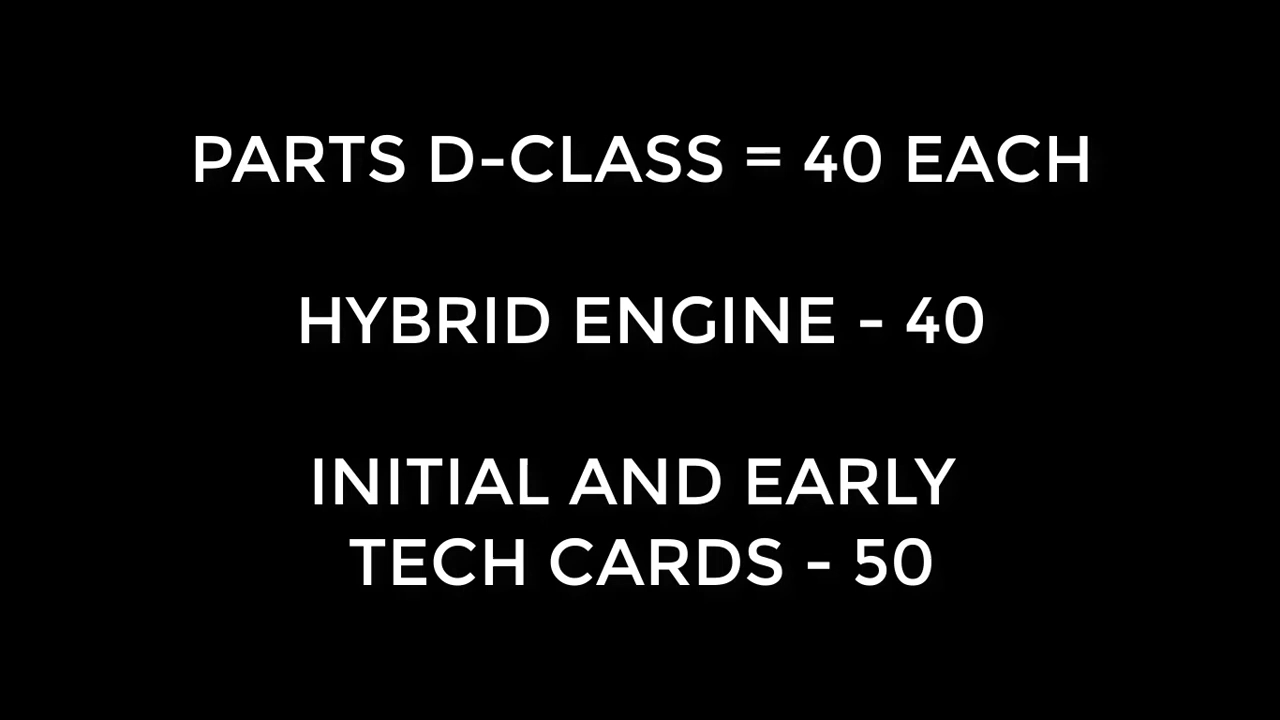 PARTS D-CLASS = 40 EACH
HYBRID ENGINE - 40
INITIAL AND EARLY
TECH CARDS - 50